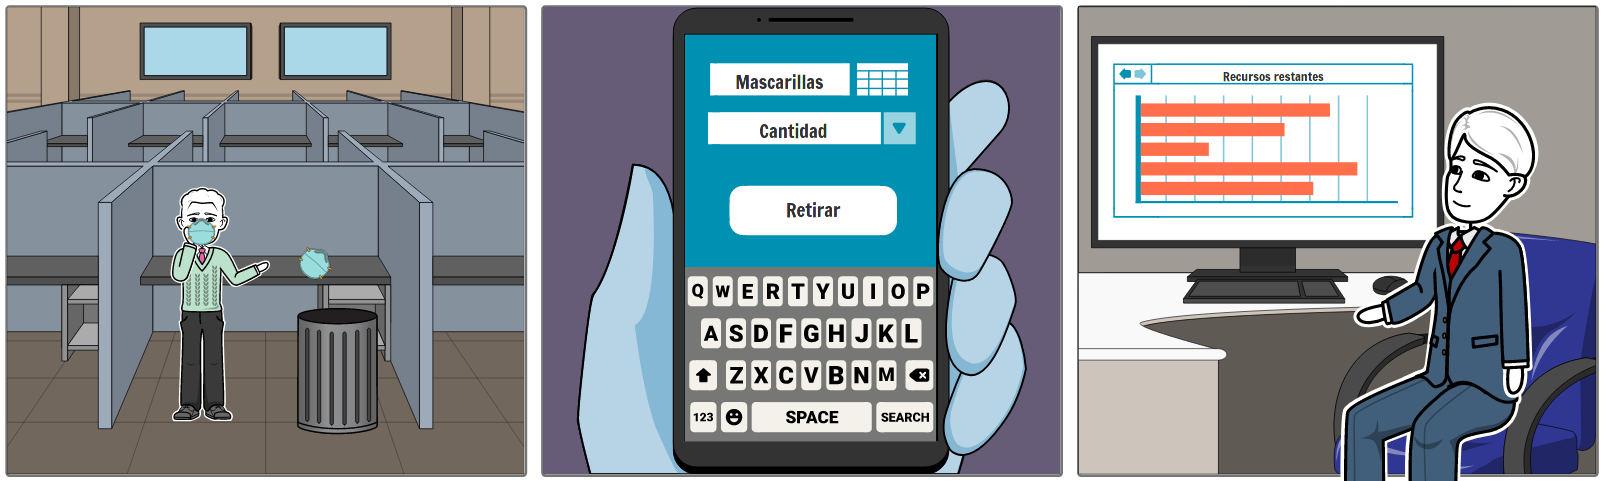 Mascarillas
Cantidad
Retirar
Q W E R T Y U I O P
A S D F G H J K L
Z X C V B N M
123 SPACE SEARCH
Recursos restantes